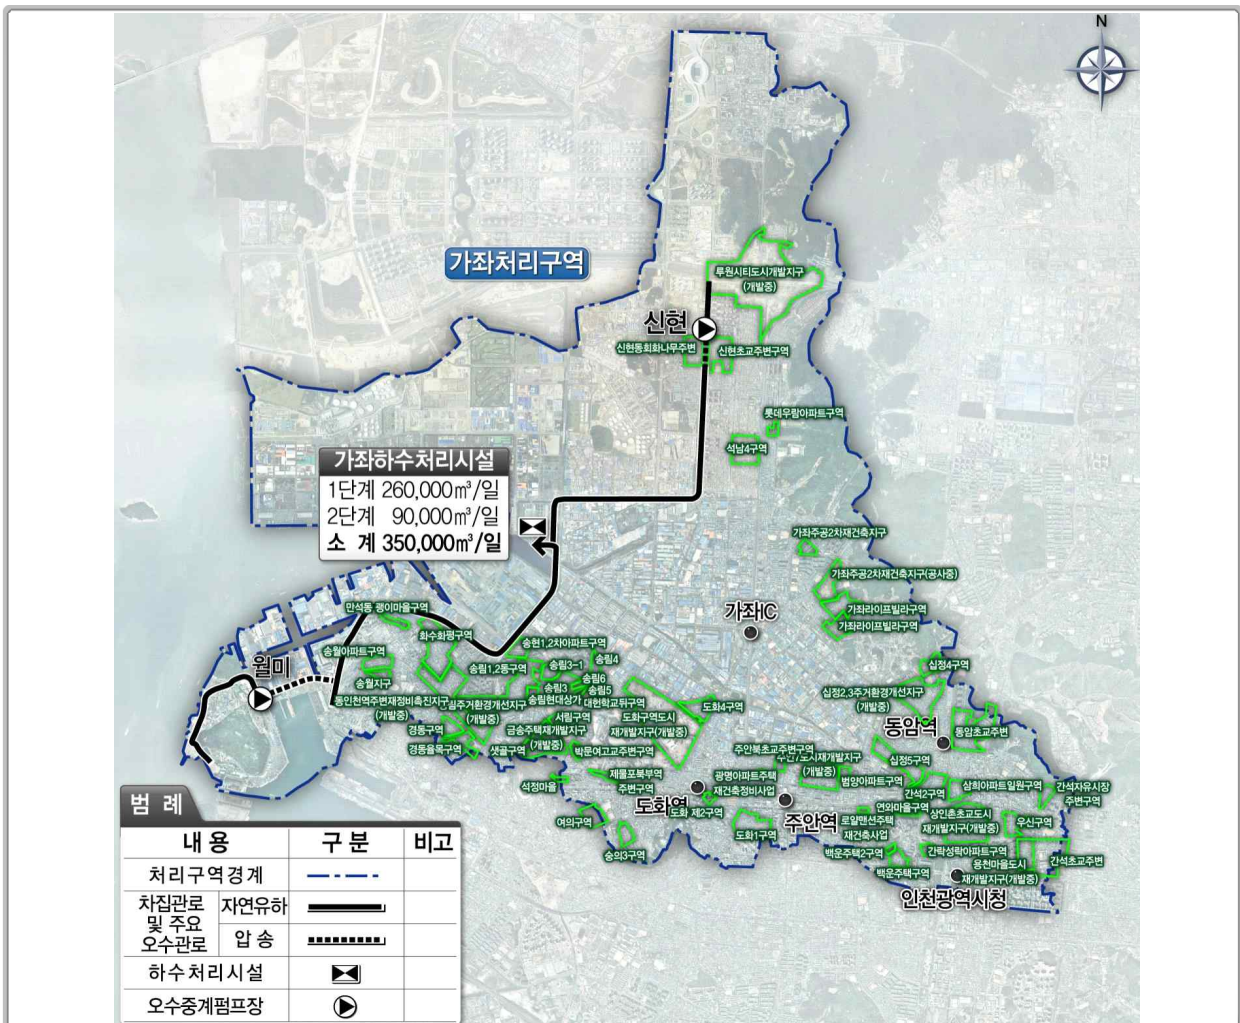 N
가좌처리구역
루원시티도시개발지구
(개발중)
신현
신현동회화나무주변
신현초교주변구역
롯데우람아파트구역
석남4구역
가좌하수처리시설
1단계 260,000㎥/일
2단계 90,000㎥/일
소 계 350,000㎥/일
가좌주공2차재건축지구
가좌주공2차재건축지구(공사중)
가좌라이프빌라구역
가좌라이프빌라구역
가좌IC
만석동 괭이마을구역
화수화평구역
송현1,2차아파트구역
송월아파트구역
송림1,2동구역
송림3-1
송림4
월미
송월지구
송림6
송림3
송림5
십정4구역
동인천역주변재정비촉진지구
(개발중)
림주거환경개선지구
(개발중)
송림현대상가
대헌학교뒤구역
십정2,3주거환경개선지구
(개발중)
도화4구역
서림구역
도화구역도시
재개발지구(개발중)
동암역
동암초교주변
경동구역
금송주택재개발지구
(개발중)
경동율목구역
샛골구역
박문여고교주변구역
주안북초교주변구역
도시재개발지구
(개발중)
십정5구역
제물포북부역
주변구역
석정마을
광명아파트주택
재건축정비사업
범양아파트구역
간석2구역
삼희아파트일원구역
간석자유시장
주변구역
도화역
도화 제2구역
주안역
연와마을구역
상인촌초교도시
재개발지구(개발중)
우신구역
여의구역
도화1구역
로얄맨션주택
재건축사업
숭의3구역
백운주택2구역
간락성락아파트구역
간석초교주변
백운주택구역
용천마을도시
재개발지구(개발중)
인천광역시청
범 례
내 용 구 분 비고
처리구역경계
차집관로
및 주요
오수관로
자연유하
압 송
하수처리시설
오수중계펌프장